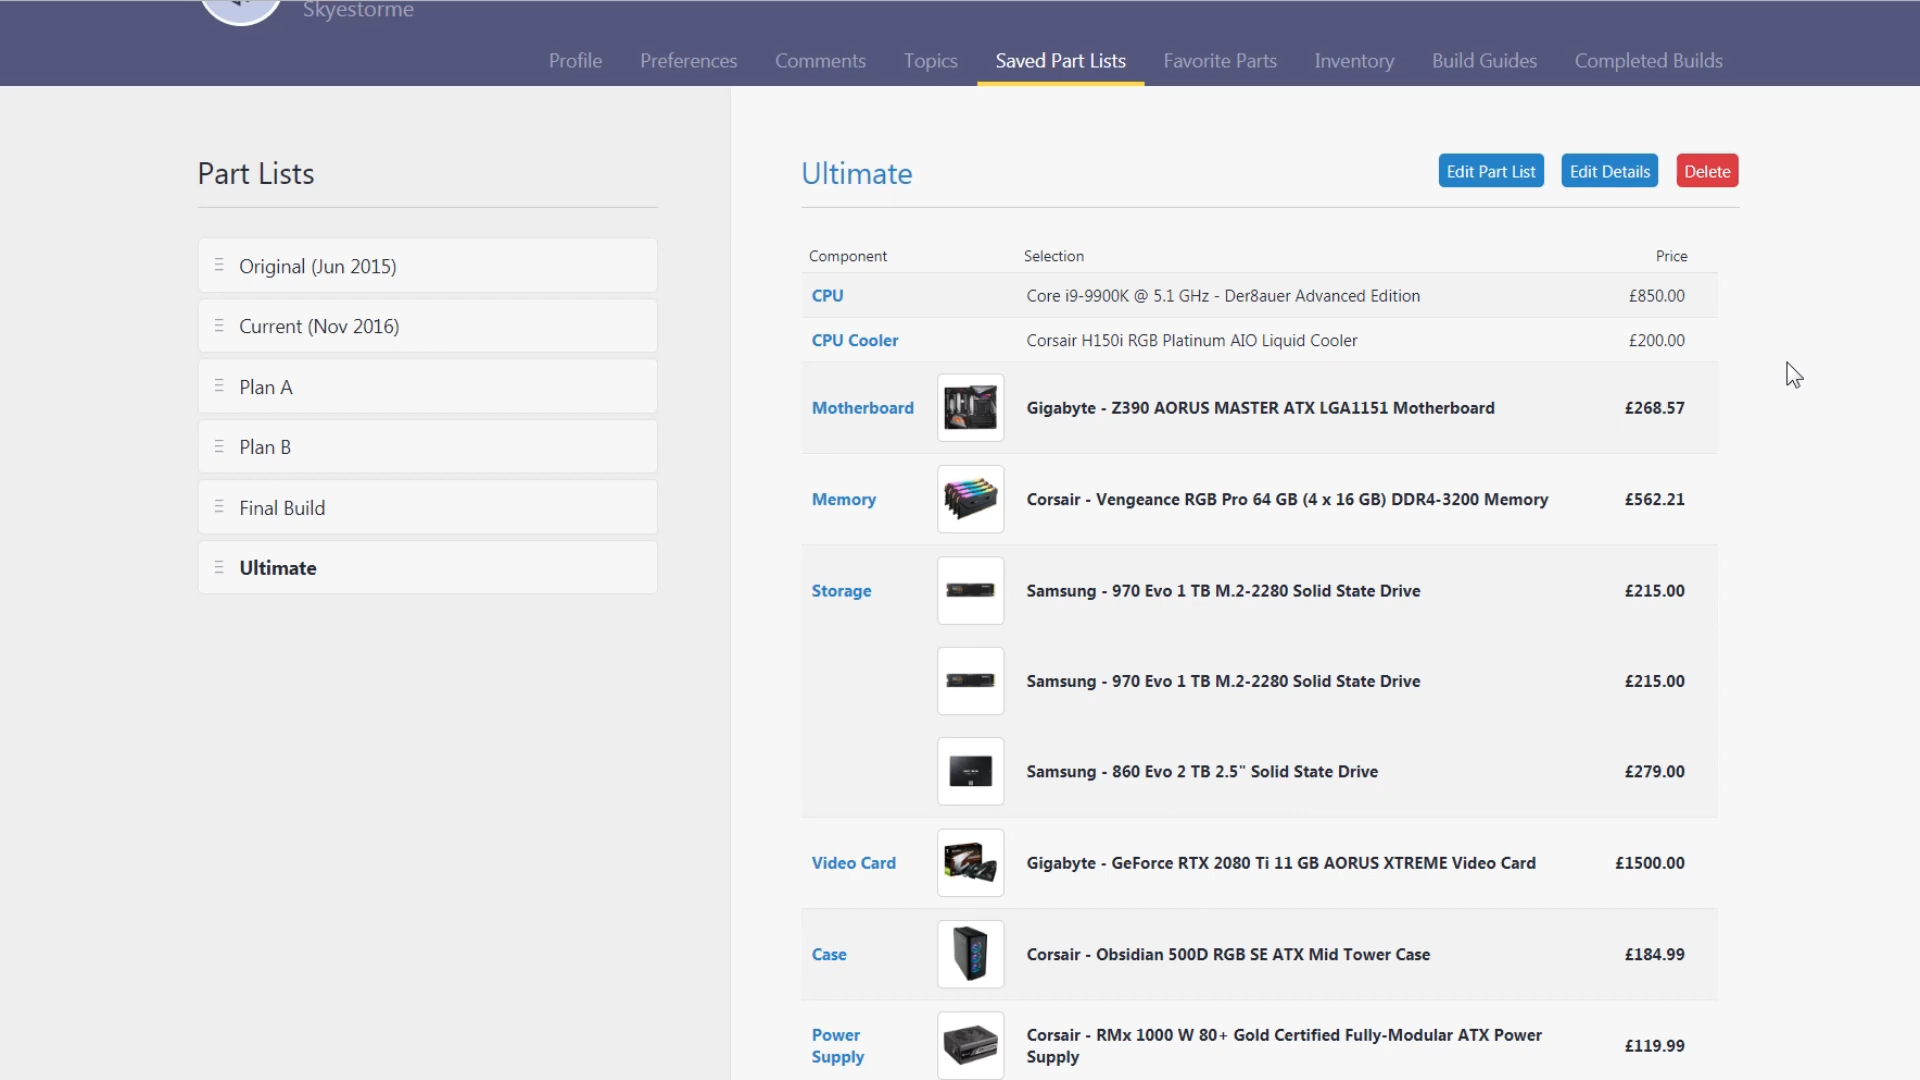 Skyestorme
Profile Preferences Comments Topics Saved Part Lists Favorite Parts Inventory Build Guides Completed Builds
Part Lists
Original (Jun 2015)
Current (Nov 2016)
Plan A
Plan B
Final Build
Ultimate
Ultimate
Edit Part List Edit Details Delete
Component Selection Price
CPU Core i9-9900K @ 5.1 GHz - Der8auer Advanced Edition £850.00
CPU Cooler Corsair H150i RGB Platinum AIO Liquid Cooler £200.00
Motherboard Gigabyte - Z390 AORUS MASTER ATX LGA1151 Motherboard £268.57
Memory Corsair - Vengeance RGB Pro 64 GB (4 x 16 GB) DDR4-3200 Memory £562.21
Storage Samsung - 970 Evo 1 TB M.2-2280 Solid State Drive £215.00
Samsung - 970 Evo 1 TB M.2-2280 Solid State Drive £215.00
Samsung - 860 Evo 2 TB 2.5" Solid State Drive £279.00
Video Card Gigabyte - GeForce RTX 2080 Ti 11 GB AORUS XTREME Video Card £1500.00
Case Corsair - Obsidian 500D RGB SE ATX Mid Tower Case £184.99
Power Supply Corsair - RMx 1000 W 80+ Gold Certified Fully-Modular ATX Power Supply £119.99